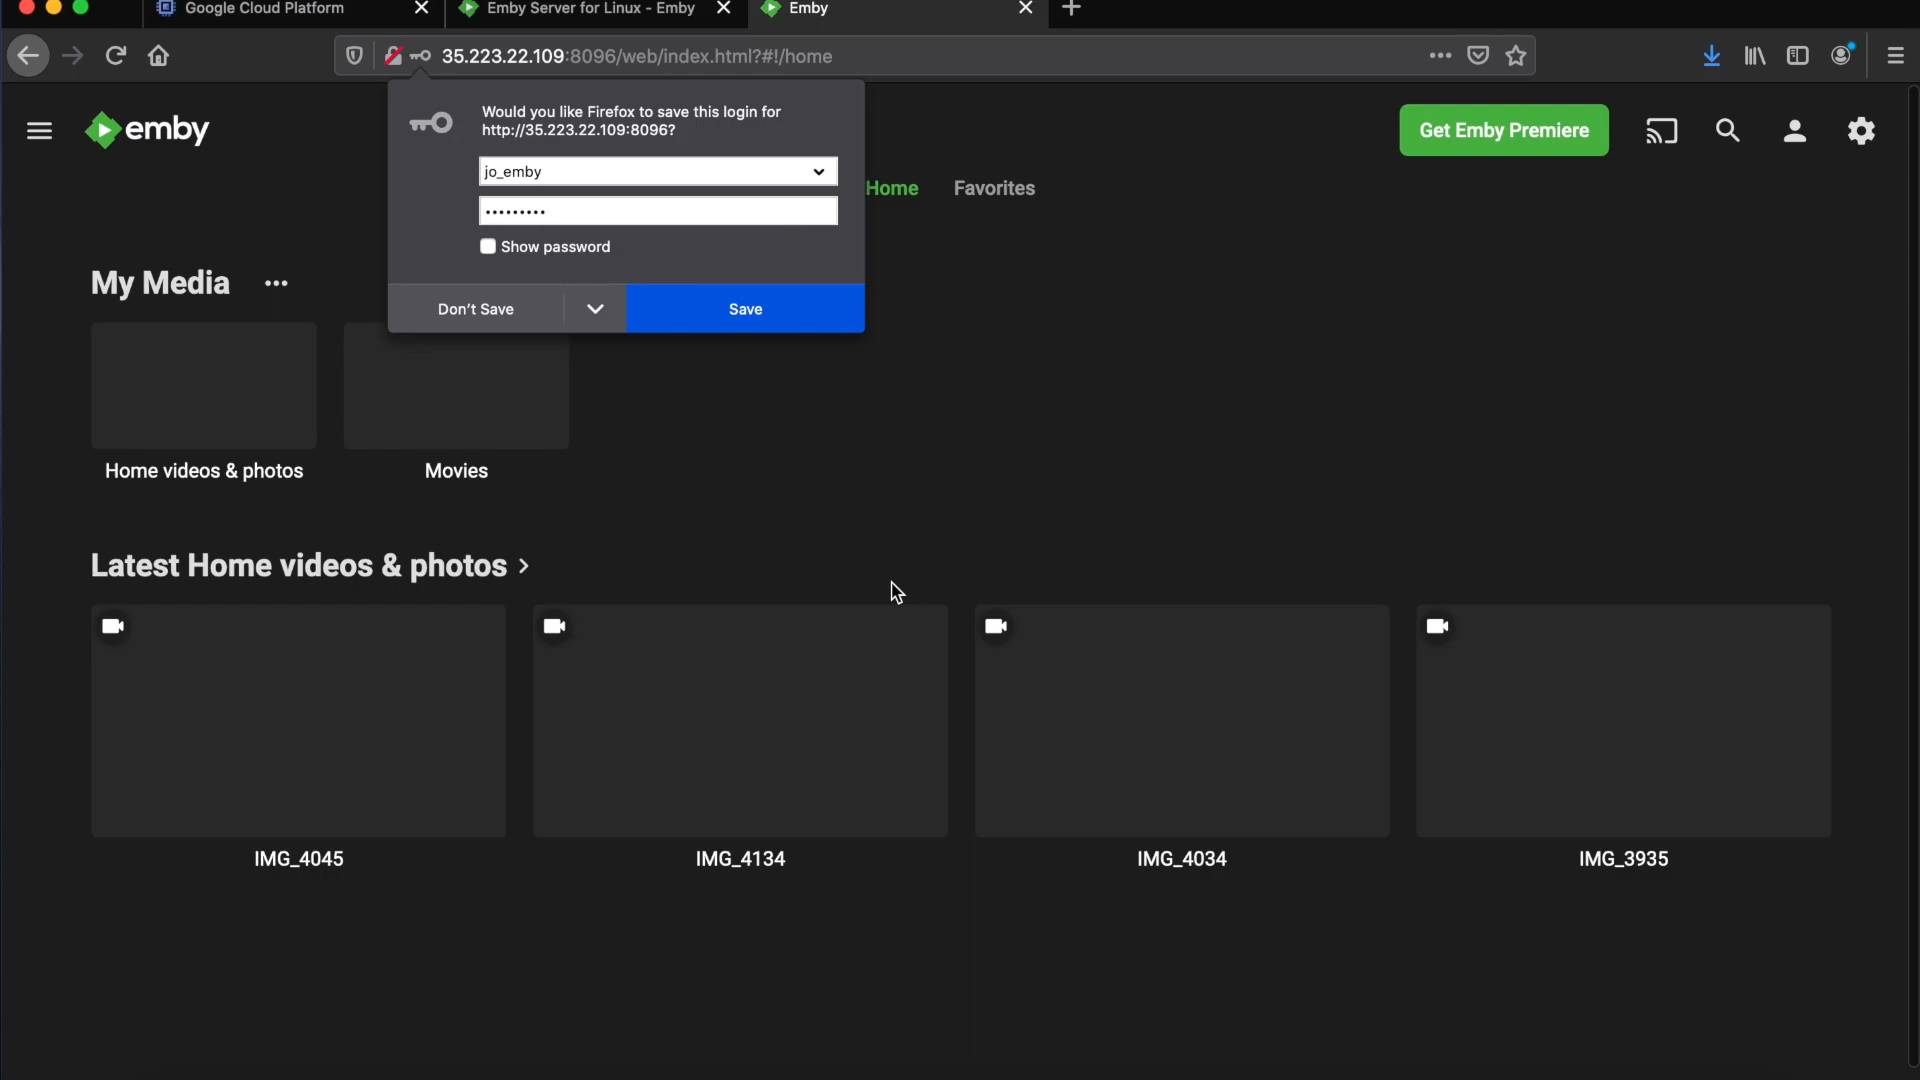 Google Cloud Platform
Emby Server for Linux - Emby
Emby
35.223.22.109:8096/web/index.html?#!/home
Would you like Firefox to save this login for
http://35.223.22.109:8096?
jo_emby
•••••••••
Show password
Don't Save
Save
emby
Get Emby Premiere
Home
Favorites
My Media
Home videos & photos
Movies
Latest Home videos & photos
IMG_4045
IMG_4134
IMG_4034
IMG_3935